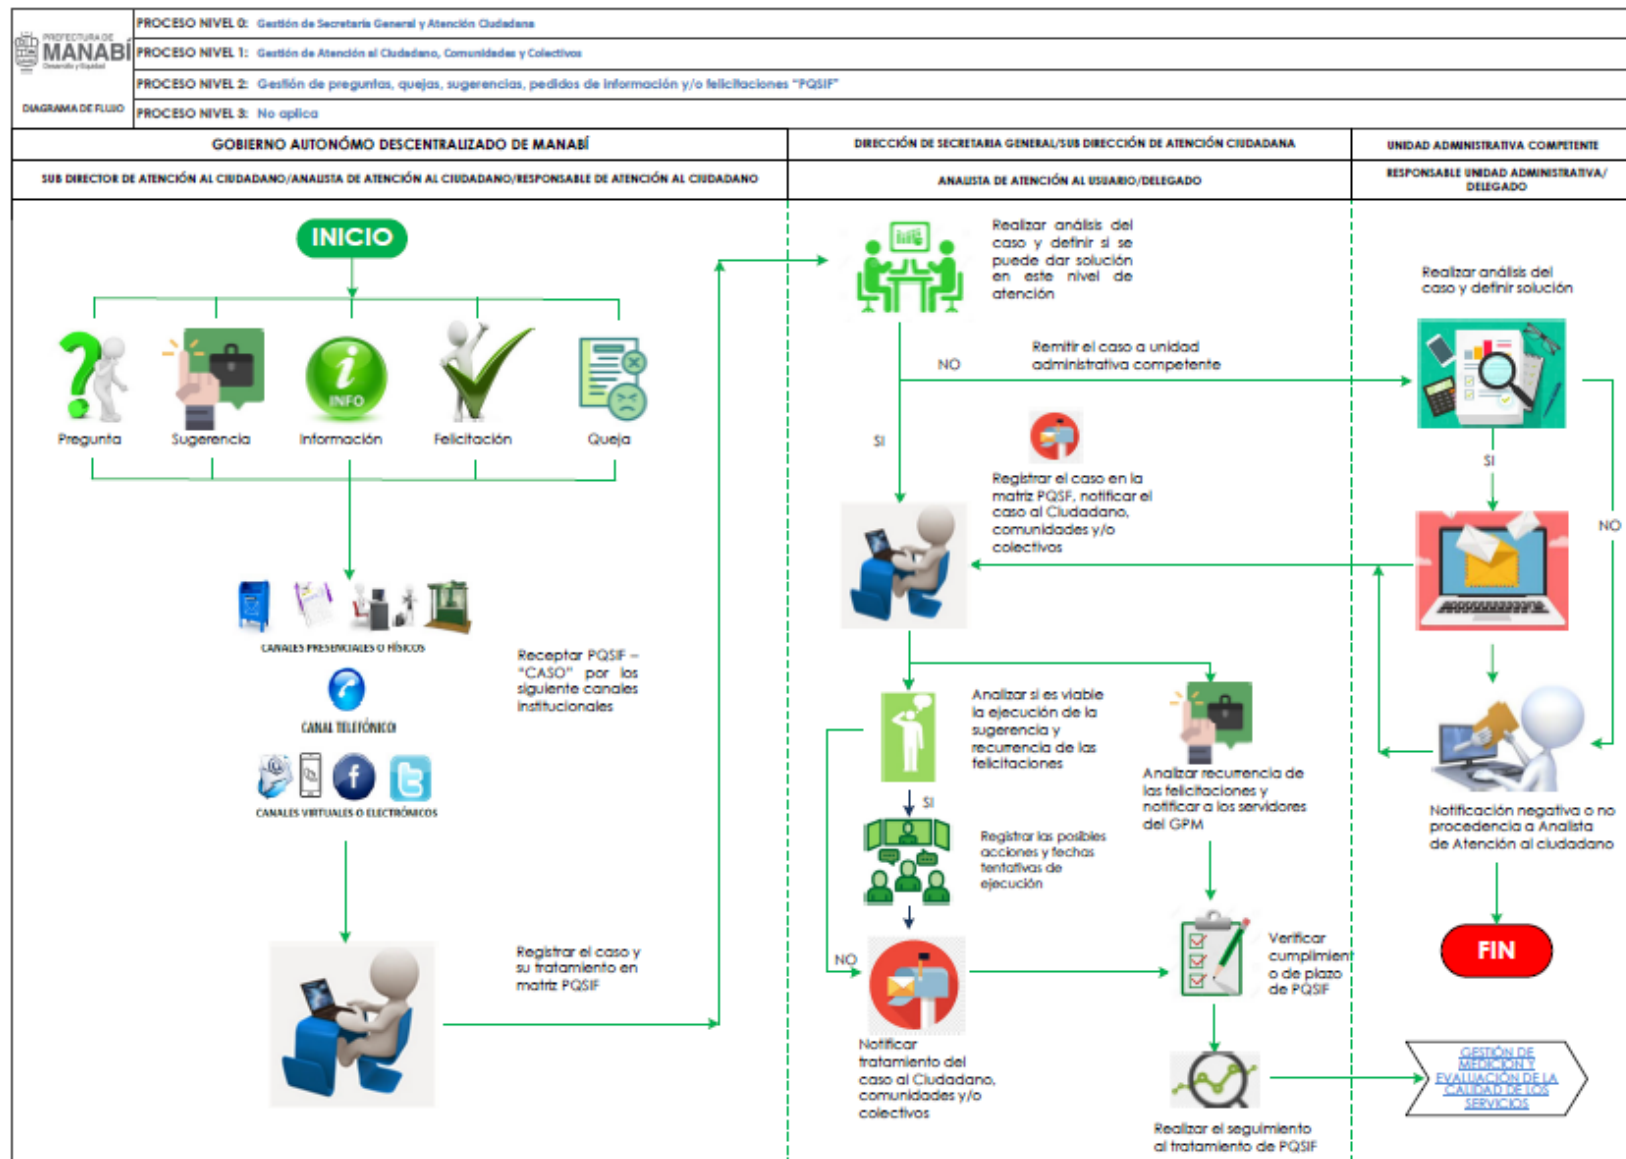 PREFECTURA DE
MANABÍ
Desarrollo y Equidad
DIAGRAMA DE FLUJO
PROCESO NIVEL 0: Gestión de Secretaría General y Atención Ciudadana
PROCESO NIVEL 1: Gestión de Atención al Ciudadano, Comunidades y Colectivos
PROCESO NIVEL 2: Gestión de preguntas, quejas, sugerencias, pedidos de información y/o felicitaciones “PQSIF”
PROCESO NIVEL 3: No aplica
GOBIERNO AUTONÓMO DESCENTRALIZADO DE MANABÍ
SUB DIRECTOR DE ATENCIÓN AL CIUDADANO/ANALISTA DE ATENCIÓN AL CIUDADANO/RESPONSABLE DE ATENCIÓN AL CIUDADANO
DIRECCIÓN DE SECRETARIA GENERAL/SUB DIRECCIÓN DE ATENCIÓN CIUDADANA
ANALISTA DE ATENCIÓN AL USUARIO/DELEGADO
UNIDAD ADMINISTRATIVA COMPETENTE
RESPONSABLE UNIDAD ADMINISTRATIVA/
DELEGADO
INICIO
INFO
Pregunta
Sugerencia
Información
Felicitación
Queja
CANALES PRESENCIALES O FÍSICOS
CANAL TELEFÓNICO
CANALES VIRTUALES O ELECTRÓNICOS
Receptar PQSIF –
“CASO” por los
siguiente canales
institucionales
Registrar el caso y
su tratamiento en
matriz PQSIF
Realizar análisis del
caso y definir si se
puede dar solución
en este nivel de
atención
NO
Remitir el caso a unidad
administrativa competente
SI
Registrar el caso en la
matriz PQSF, notificar el
caso al Ciudadano,
comunidades y/o
colectivos
Analizar si es viable
la ejecución de la
sugerencia y
recurrencia de las
felicitaciones
SI
Registrar las posibles
acciones y fechas
tentativas de
ejecución
NO
Notificar
tratamiento del
caso al Ciudadano,
comunidades y/o
colectivos
Analizar recurrencia de
las felicitaciones y
notificar a los servidores
del GPM
Verificar
cumplimient
o de plazo
de PQSIF
Realizar el seguimiento
al tratamiento de PQSIF
Realizar análisis del
caso y definir solución
SI
NO
Notificación negativa o no
procedencia a Analista
de Atención al ciudadano
FIN
GESTIÓN DE
MEDICIÓN Y
EVALUACIÓN DE LA
CALIDAD DE LOS
SERVICIOS